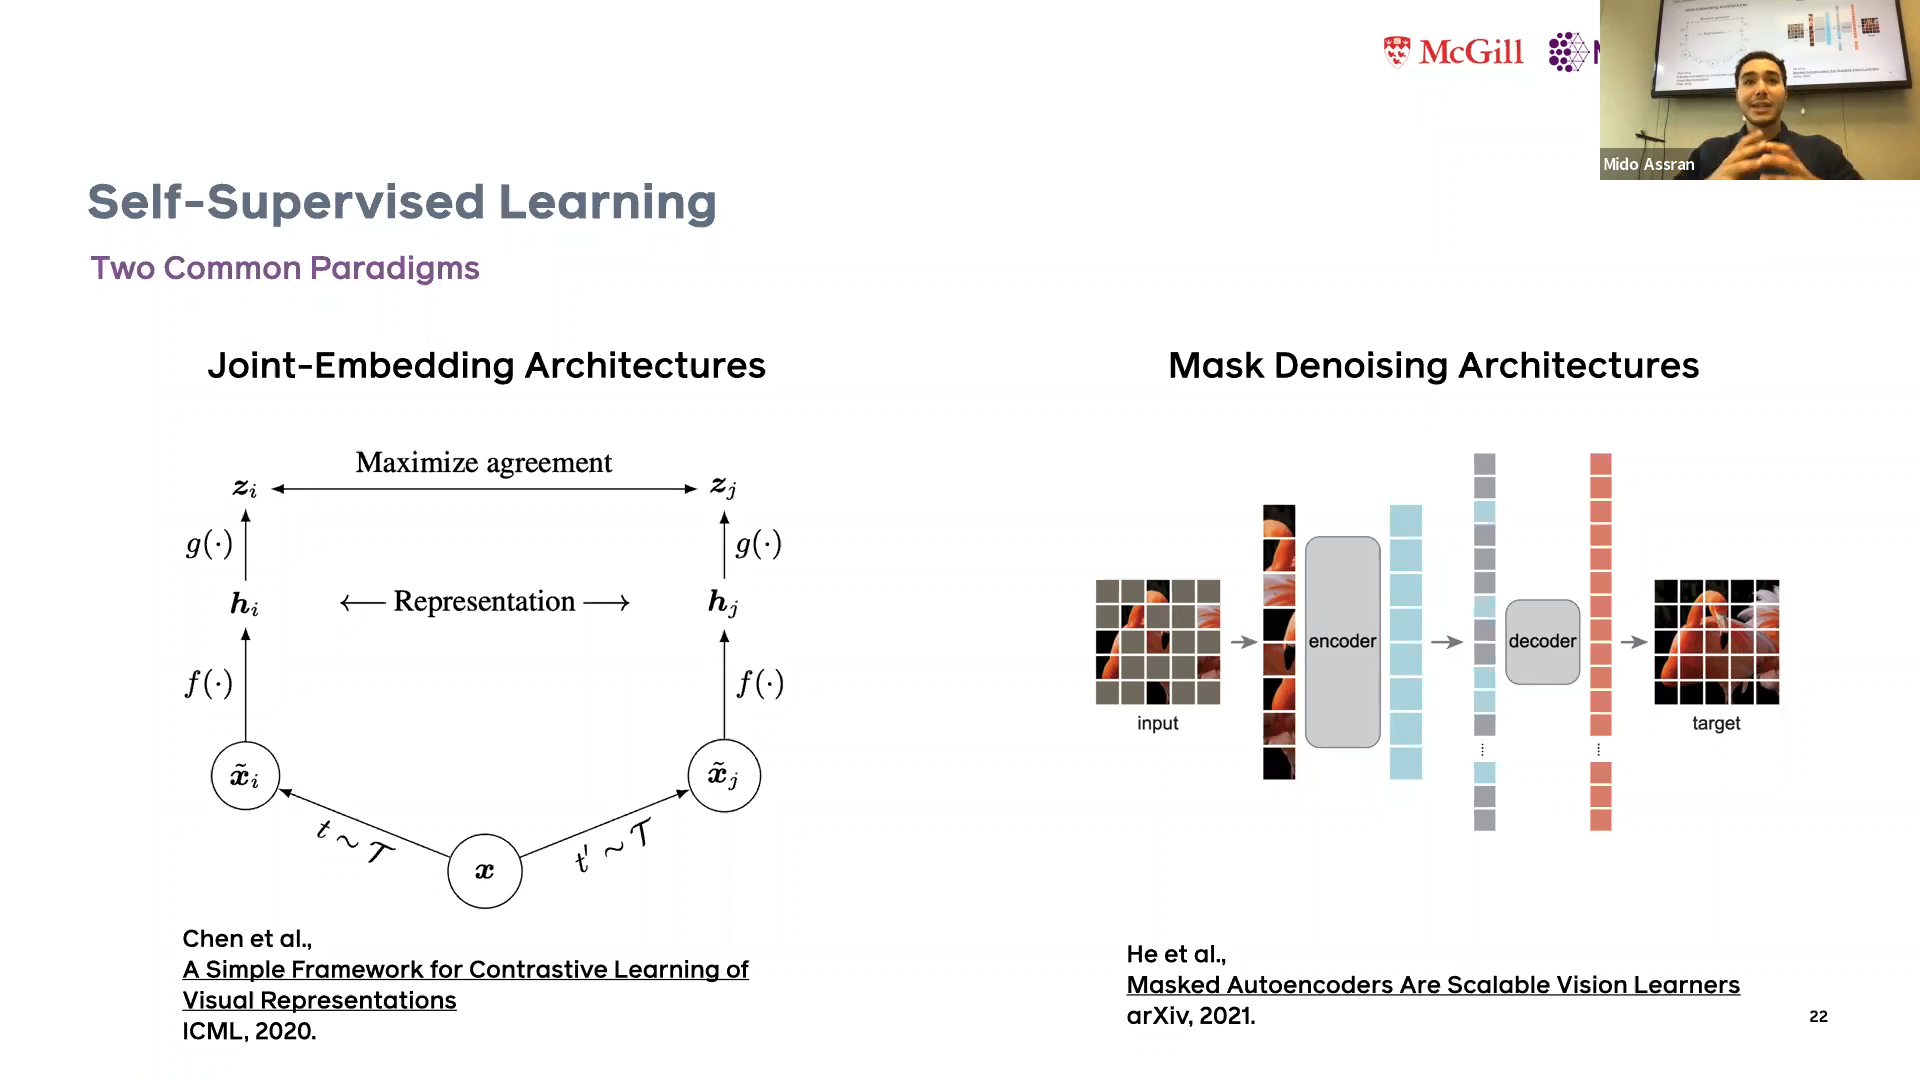 McGill
Mido Assran
Self-Supervised Learning
Two Common Paradigms
Joint-Embedding Architectures
Mask Denoising Architectures
Maximize agreement
z_i
z_j
g(·)
g(·)
h_i
← Representation →
h_j
f(·)
f(·)
x̃_i
x̃_j
t ~ 𝒯
t′ ~ 𝒯
x
encoder
decoder
input
target
Chen et al.,
A Simple Framework for Contrastive Learning of
Visual Representations
ICML, 2020.
He et al.,
Masked Autoencoders Are Scalable Vision Learners
arXiv, 2021.
22